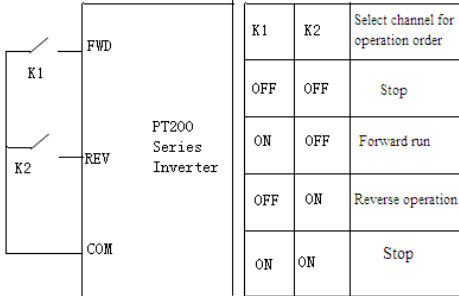 FWD
K1
K2
REV
COM
PT200
Series
Inverter
K1 K2 Select channel for
operation order
OFF OFF Stop
ON OFF Forward run
OFF ON Reverse operation
ON ON Stop